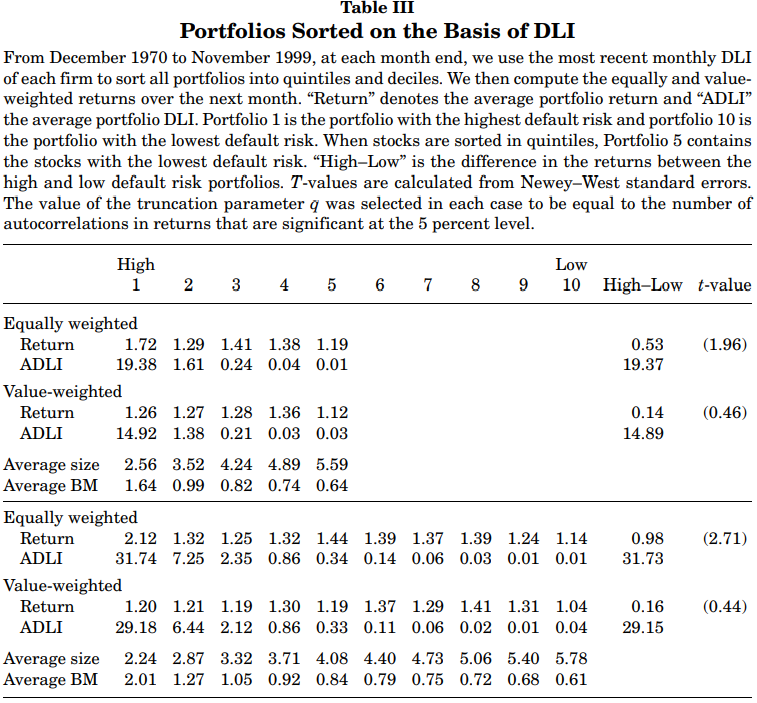 Table III
Portfolios Sorted on the Basis of DLI
From December 1970 to November 1999, at each month end, we use the most recent monthly DLI
of each firm to sort all portfolios into quintiles and deciles. We then compute the equally and value-
weighted returns over the next month. “Return” denotes the average portfolio return and “ADLI”
the average portfolio DLI. Portfolio 1 is the portfolio with the highest default risk and portfolio 10 is
the portfolio with the lowest default risk. When stocks are sorted in quintiles, Portfolio 5 contains
the stocks with the lowest default risk. “High–Low” is the difference in the returns between the
high and low default risk portfolios. T-values are calculated from Newey–West standard errors.
The value of the truncation parameter q was selected in each case to be equal to the number of
autocorrelations in returns that are significant at the 5 percent level.
High Low
1 2 3 4 5 6 7 8 9 10 High–Low t-value
Equally weighted
Return 1.72 1.29 1.41 1.38 1.19 0.53 (1.96)
ADLI 19.38 1.61 0.24 0.04 0.01 19.37
Value-weighted
Return 1.26 1.27 1.28 1.36 1.12 0.14 (0.46)
ADLI 14.92 1.38 0.21 0.03 0.03 14.89
Average size 2.56 3.52 4.24 4.89 5.59
Average BM 1.64 0.99 0.82 0.74 0.64
Equally weighted
Return 2.12 1.32 1.25 1.32 1.44 1.39 1.37 1.39 1.24 1.14 0.98 (2.71)
ADLI 31.74 7.25 2.35 0.86 0.34 0.14 0.06 0.03 0.01 0.01 31.73
Value-weighted
Return 1.20 1.21 1.19 1.30 1.19 1.37 1.29 1.41 1.31 1.04 0.16 (0.44)
ADLI 29.18 6.44 2.12 0.86 0.33 0.11 0.06 0.02 0.01 0.04 29.15
Average size 2.24 2.87 3.32 3.71 4.08 4.40 4.73 5.06 5.40 5.78
Average BM 2.01 1.27 1.05 0.92 0.84 0.79 0.75 0.72 0.68 0.61